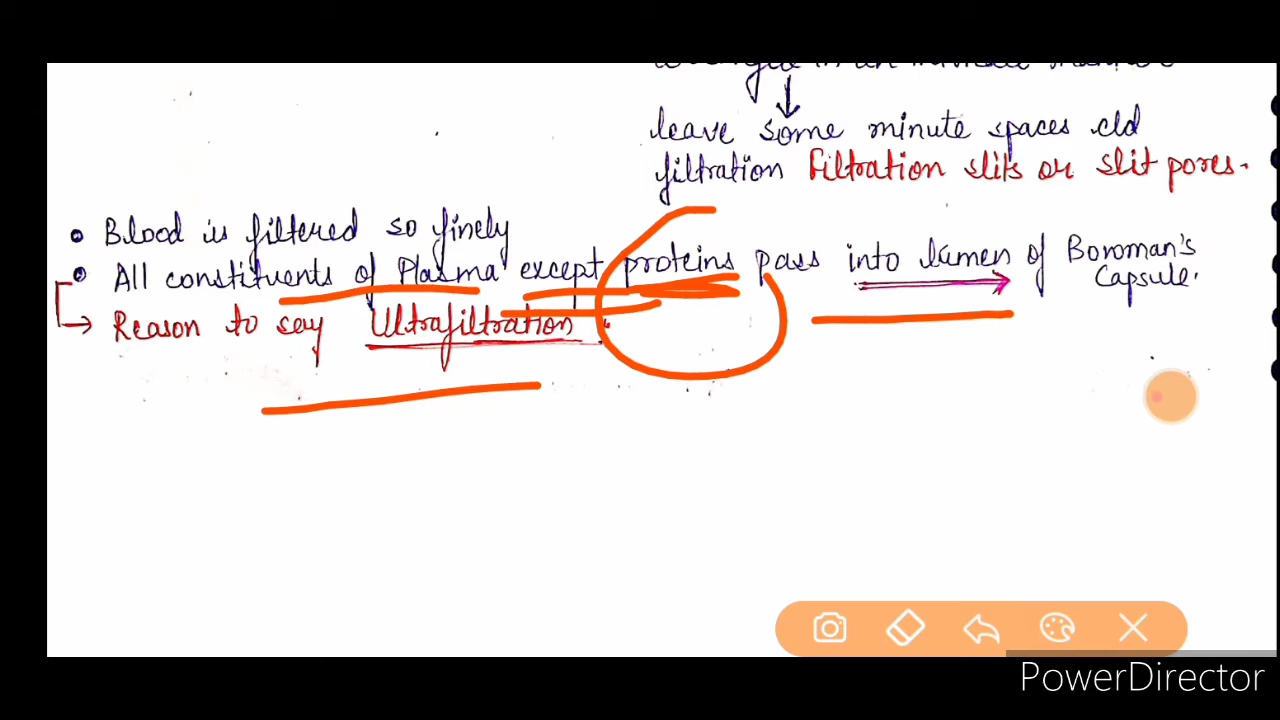 leave some minute spaces cld
filtration Filtration slits or slit pores.
• Blood is filtered so finely
• All constituents of Plasma except proteins pass into lumen of Bowman's
Capsule.
→ Reason to say Ultrafiltration.
PowerDirector